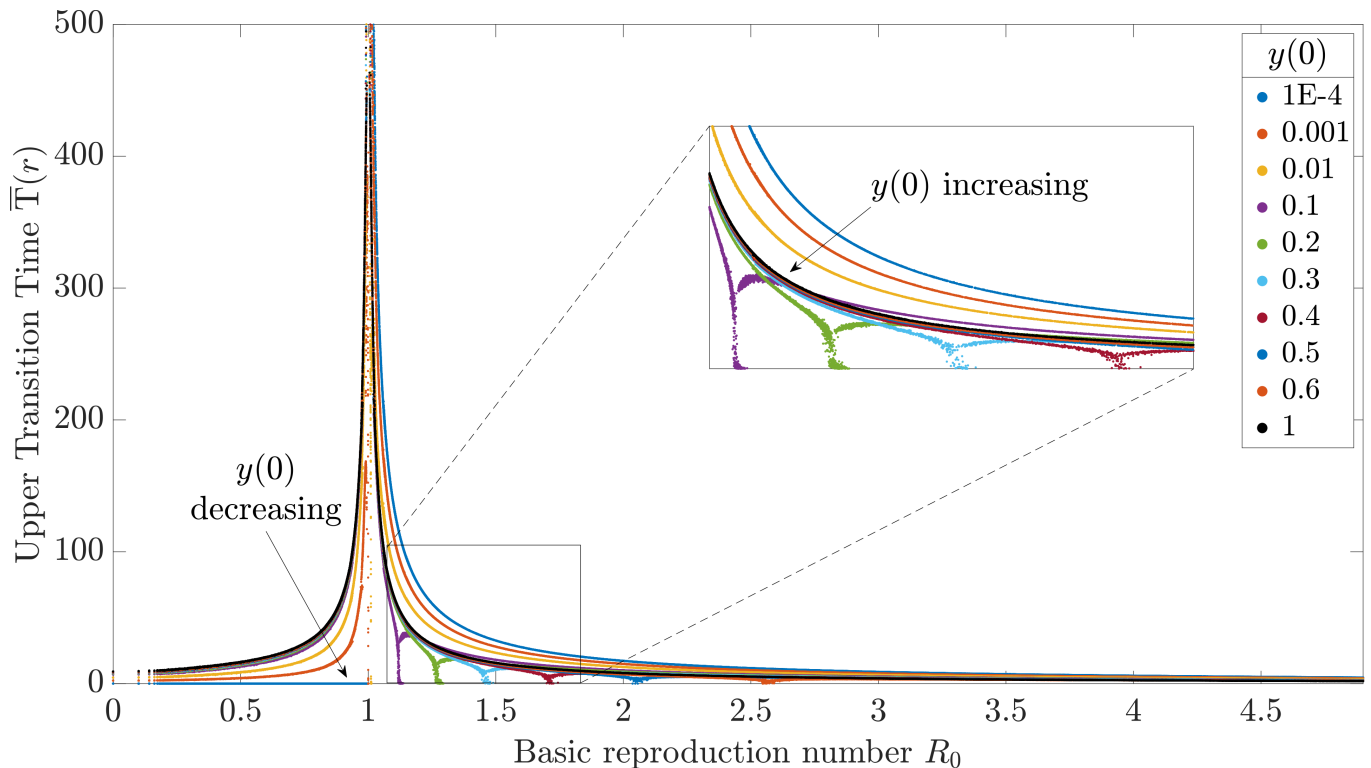 500
400
300
200
100
0
Upper Transition Time T̅(r)
0 0.5 1 1.5 2 2.5 3 3.5 4 4.5
Basic reproduction number R₀
y(0)
decreasing
y(0) increasing
y(0)
1E-4
0.001
0.01
0.1
0.2
0.3
0.4
0.5
0.6
1